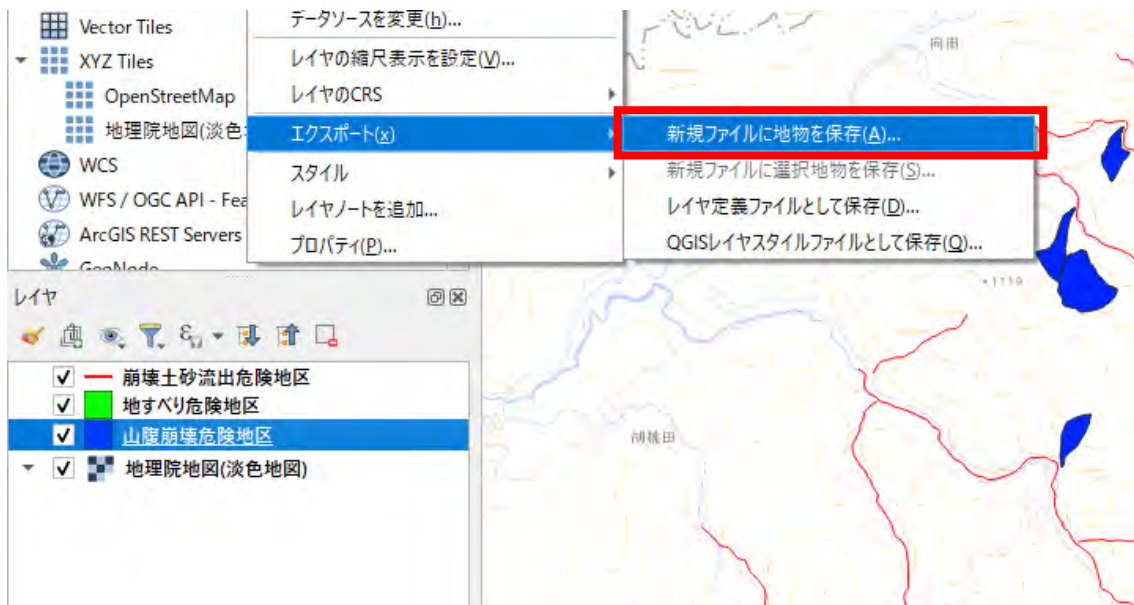 Vector Tiles
XYZ Tiles
OpenStreetMap
地理院地図(淡色
WCS
WFS / OGC API - Fea
ArcGIS REST Servers
GeoNode
データソースを変更(h)...
レイヤの縮尺表示を設定(V)...
レイヤのCRS
エクスポート(x)
スタイル
レイヤノートを追加...
プロパティ(P)...
新規ファイルに地物を保存(A)...
新規ファイルに選択地物を保存(S)...
レイヤ定義ファイルとして保存(D)...
QGISレイヤスタイルファイルとして保存(Q)...
レイヤ
崩壊土砂流出危険地区
地すべり危険地区
山腹崩壊危険地区
地理院地図(淡色地図)
向田
・1119
胡桃田